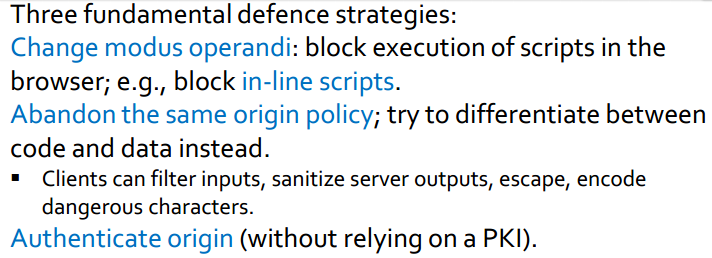 Three fundamental defence strategies:
Change modus operandi: block execution of scripts in the
browser; e.g., block in-line scripts.
Abandon the same origin policy; try to differentiate between
code and data instead.
▪ Clients can filter inputs, sanitize server outputs, escape, encode
dangerous characters.
Authenticate origin (without relying on a PKI).